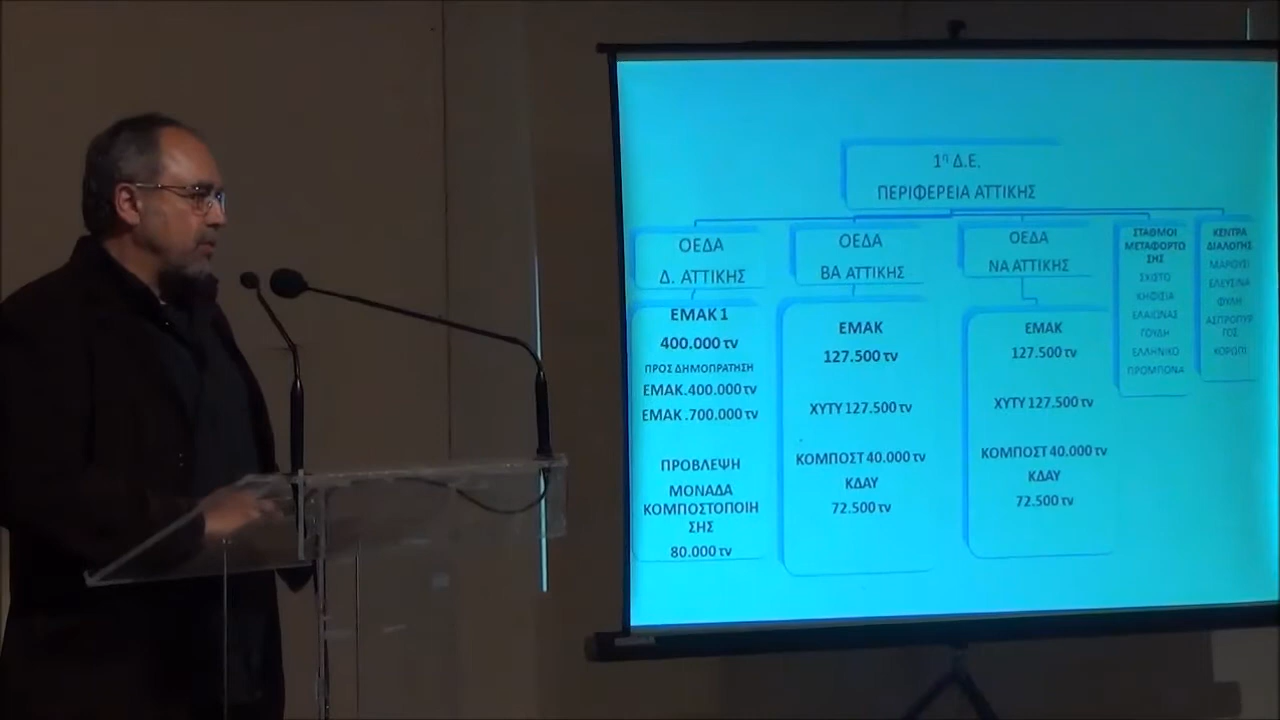 1η Δ.Ε.
ΠΕΡΙΦΕΡΕΙΑ ΑΤΤΙΚΗΣ
ΟΕΔΑ
Δ. ΑΤΤΙΚΗΣ
ΕΜΑΚ 1
400.000 τν
ΠΡΟΣ ΔΗΜΟΠΡΑΤΗΣΗ
ΕΜΑΚ.400.000 τν
ΕΜΑΚ .700.000 τν
ΠΡΟΒΛΕΨΗ
ΜΟΝΑΔΑ
ΚΟΜΠΟΣΤΟΠΟΙΗ
ΣΗΣ
80.000 τν
ΟΕΔΑ
ΒΑ ΑΤΤΙΚΗΣ
ΕΜΑΚ
127.500 τν
ΧΥΤΥ 127.500 τν
ΚΟΜΠΟΣΤ 40.000 τν
ΚΔΑΥ
72.500 τν
ΟΕΔΑ
ΝΑ ΑΤΤΙΚΗΣ
ΕΜΑΚ
127.500 τν
ΧΥΤΥ 127.500 τν
ΚΟΜΠΟΣΤ 40.000 τν
ΚΔΑΥ
72.500 τν
ΣΤΑΘΜΟΙ
ΜΕΤΑΦΟΡΤΩ
ΣΗΣ
ΣΧΙΣΤΟ
ΚΗΦΙΣΙΑ
ΕΛΑΙΩΝΑΣ
ΓΟΥΔΗ
ΕΛΛΗΝΙΚΟ
ΠΡΟΜΠΟΝΑ
ΚΕΝΤΡΑ
ΔΙΑΛΟΓΗΣ
ΜΑΡΟΥΣΙ
ΕΛΕΥΣΙΝΑ
ΦΥΛΗ
ΑΣΠΡΟΠΥΡ
ΓΟΣ
ΚΟΡΩΠΙ